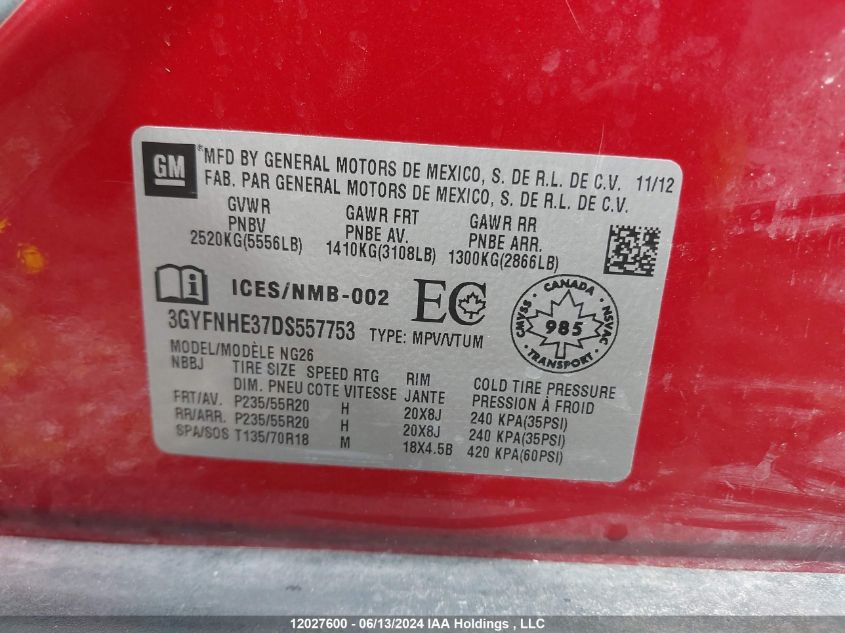 GM
®MFD BY GENERAL MOTORS DE MEXICO, S. DE R.L. DE C.V. 11/12
FAB. PAR GENERAL MOTORS DE MEXICO, S. DE R.L. DE C.V.
GVWR GAWR FRT GAWR RR
PNBV PNBE AV. PNBE ARR.
2520KG(5556LB) 1410KG(3108LB) 1300KG(2866LB)
ICES/NMB-002 EC
3GYFNHE37DS557753 TYPE: MPV/VTUM
CANADA
CMVSS 985 NSVAC
TRANSPORT
MODEL/MODÈLE NG26
NBBJ TIRE SIZE SPEED RTG RIM COLD TIRE PRESSURE
DIM. PNEU COTE VITESSE JANTE PRESSION À FROID
FRT/AV. P235/55R20 H 20X8J 240 KPA(35PSI)
RR/ARR. P235/55R20 H 20X8J 240 KPA(35PSI)
SPA/SOS T135/70R18 M 18X4.5B 420 KPA(60PSI)
12027600 - 06/13/2024 IAA Holdings, LLC